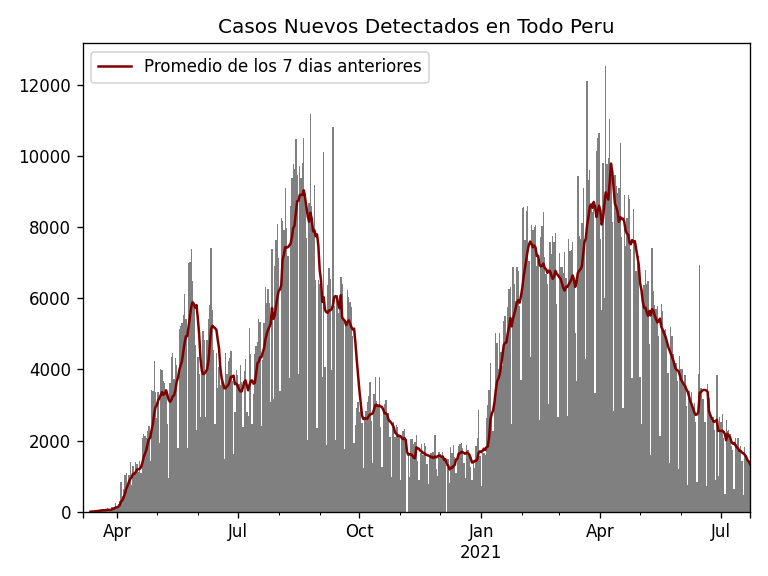 Casos Nuevos Detectados en Todo Peru
Promedio de los 7 dias anteriores
12000
10000
8000
6000
4000
2000
0
Apr
Jul
Oct
Jan
2021
Apr
Jul